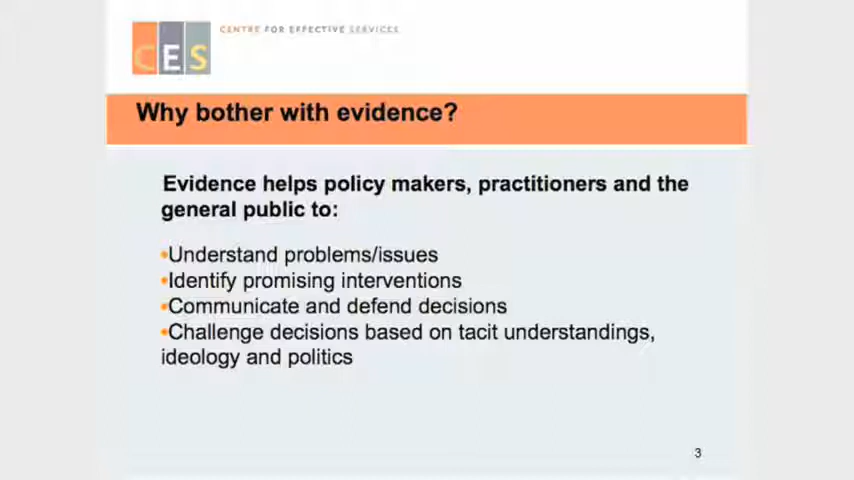 CES
CENTRE FOR EFFECTIVE SERVICES
Why bother with evidence?
Evidence helps policy makers, practitioners and the
general public to:
•Understand problems/issues
•Identify promising interventions
•Communicate and defend decisions
•Challenge decisions based on tacit understandings,
ideology and politics
3